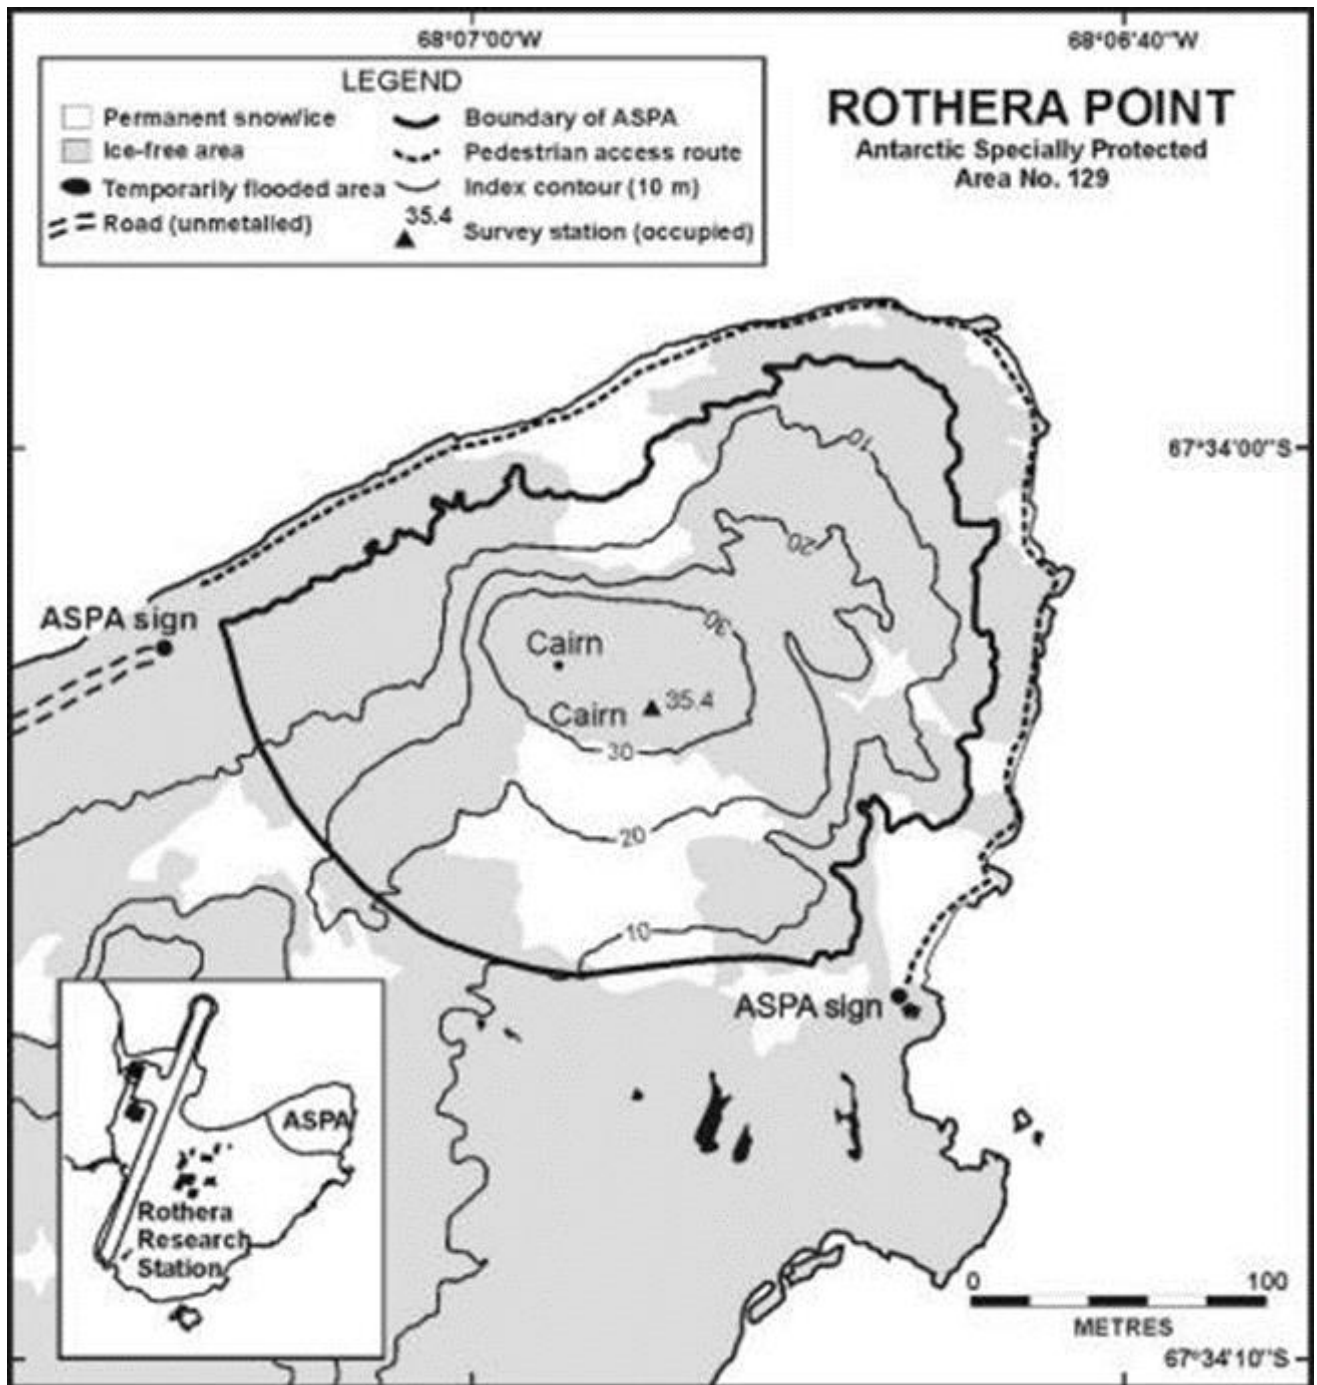 68°07'00"W
68°06'40"W
LEGEND
Permanent snow/ice
Ice-free area
Temporarily flooded area
Road (unmetalled)
Boundary of ASPA
Pedestrian access route
Index contour (10 m)
35.4
Survey station (occupied)
ROTHERA POINT
Antarctic Specially Protected
Area No. 129
10
67°34'00"S
20
ASPA sign
30
Cairn
35.4
Cairn
30
20
10
ASPA sign
ASPA
Rothera
Research
Station
0 100
METRES
67°34'10"S